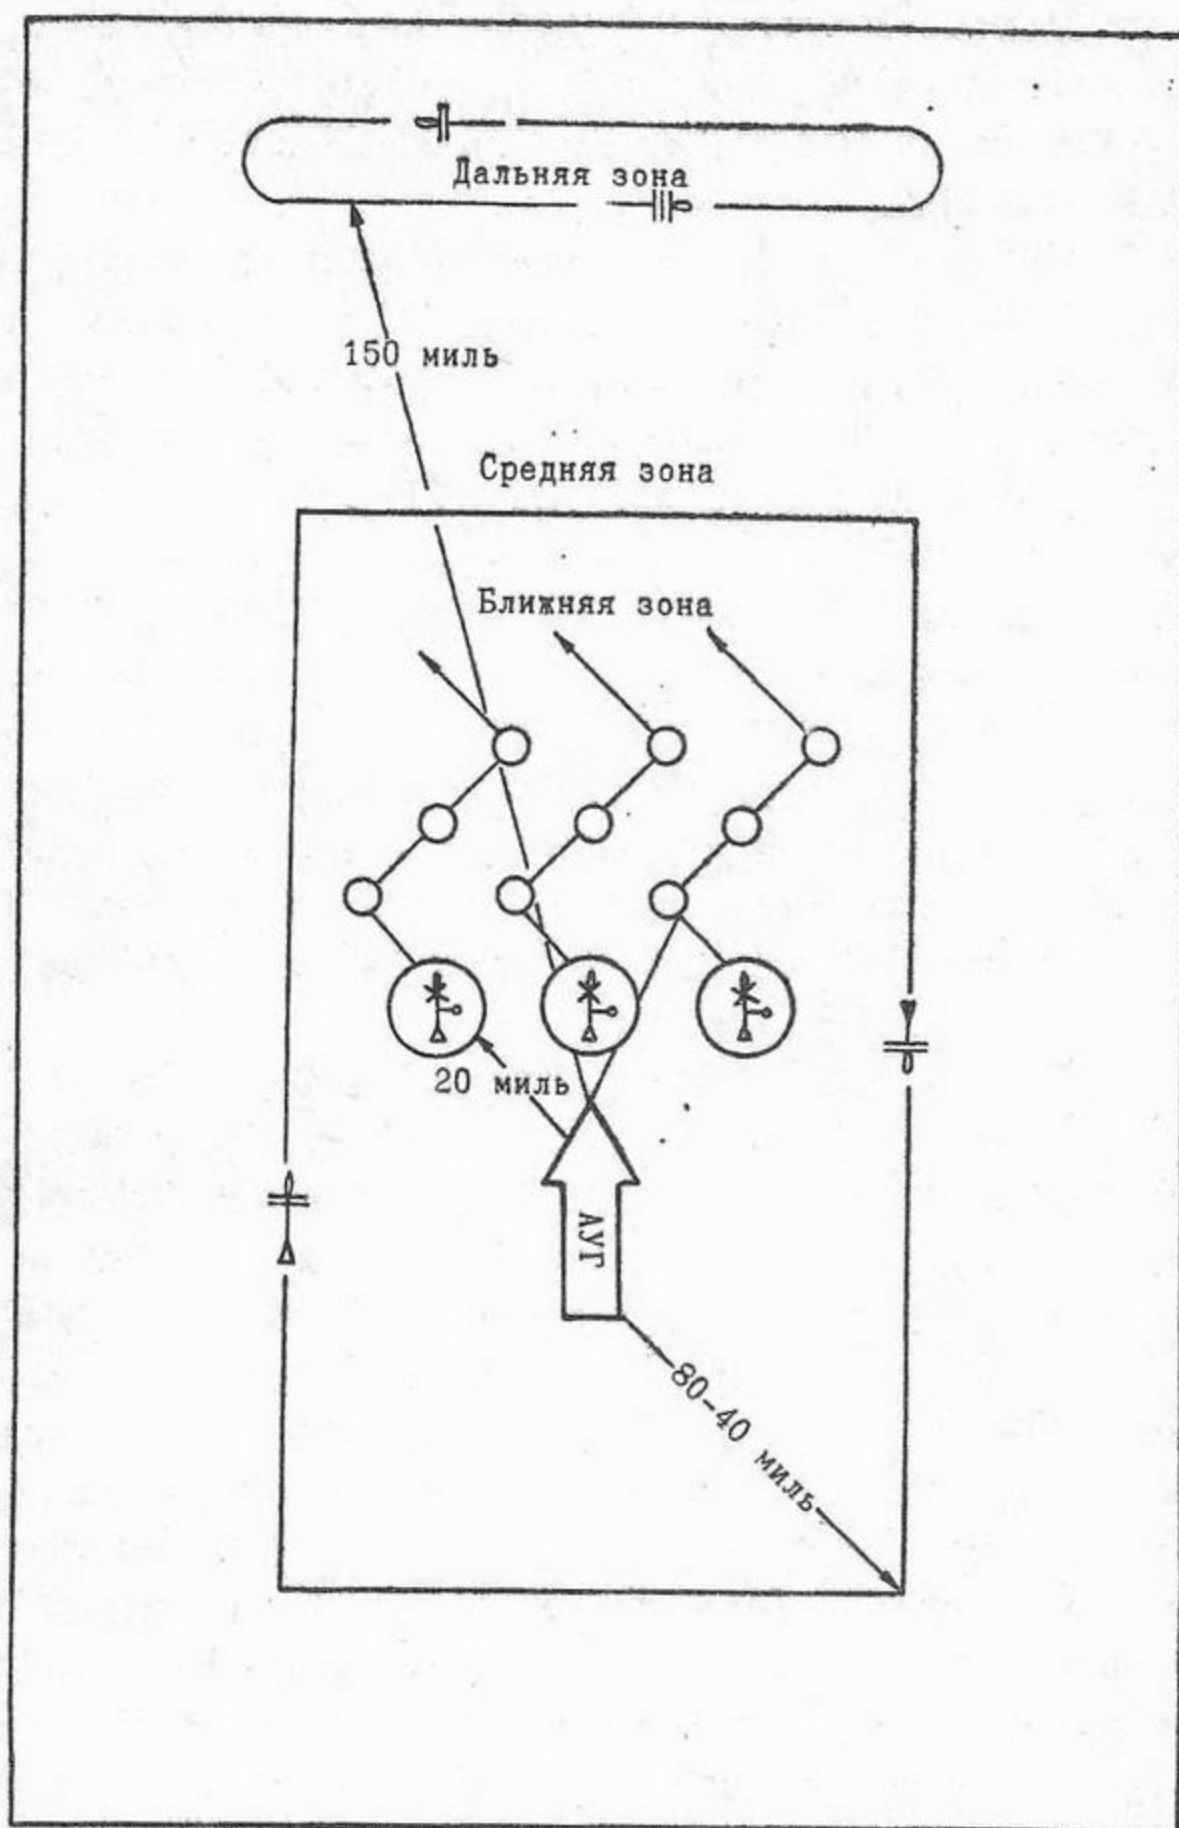 Дальняя зона
150 миль
Средняя зона
Ближняя зона
20 миль
АУГ
80-40 миль